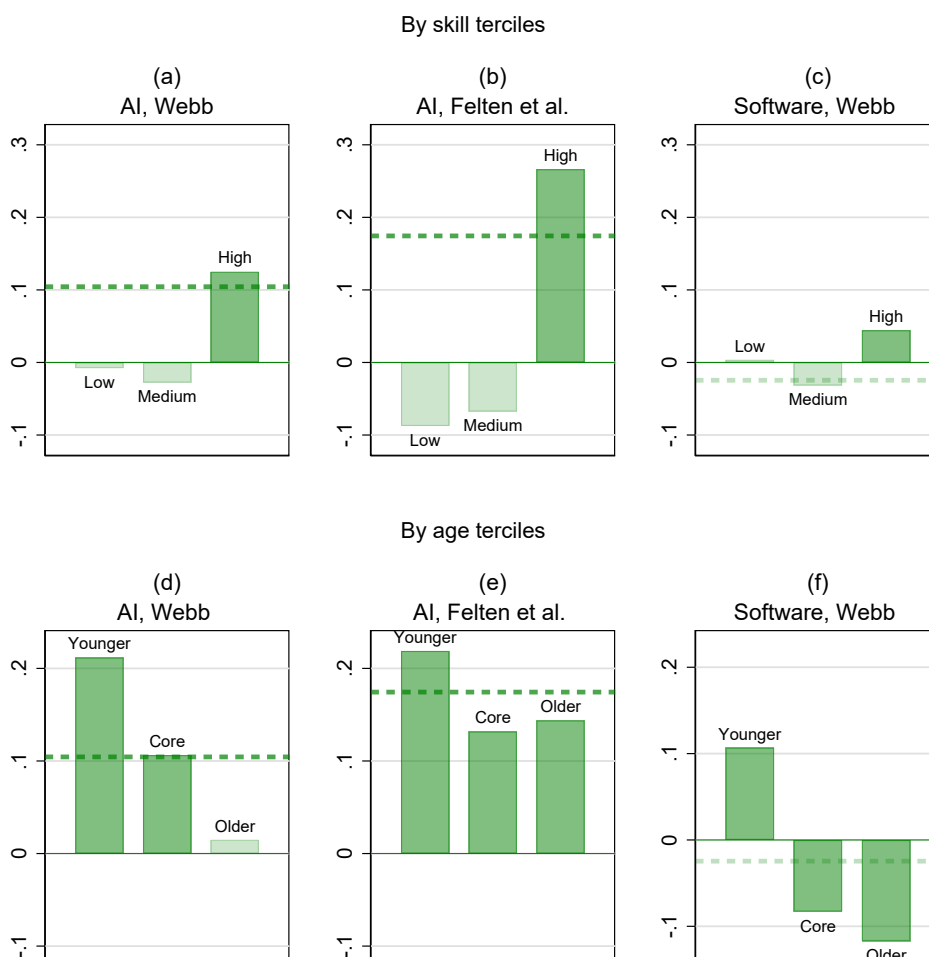 By skill terciles
(a)
AI, Webb
.3
.2
.1
0
-.1
Low
Medium
High
(b)
AI, Felten et al.
.3
.2
.1
0
-.1
Low
Medium
High
(c)
Software, Webb
.3
.2
.1
0
-.1
Low
Medium
High
By age terciles
(d)
AI, Webb
.2
.1
0
-.1
Younger
Core
Older
(e)
AI, Felten et al.
.2
.1
0
-.1
Younger
Core
Older
(f)
Software, Webb
.2
.1
0
-.1
Younger
Core
Older